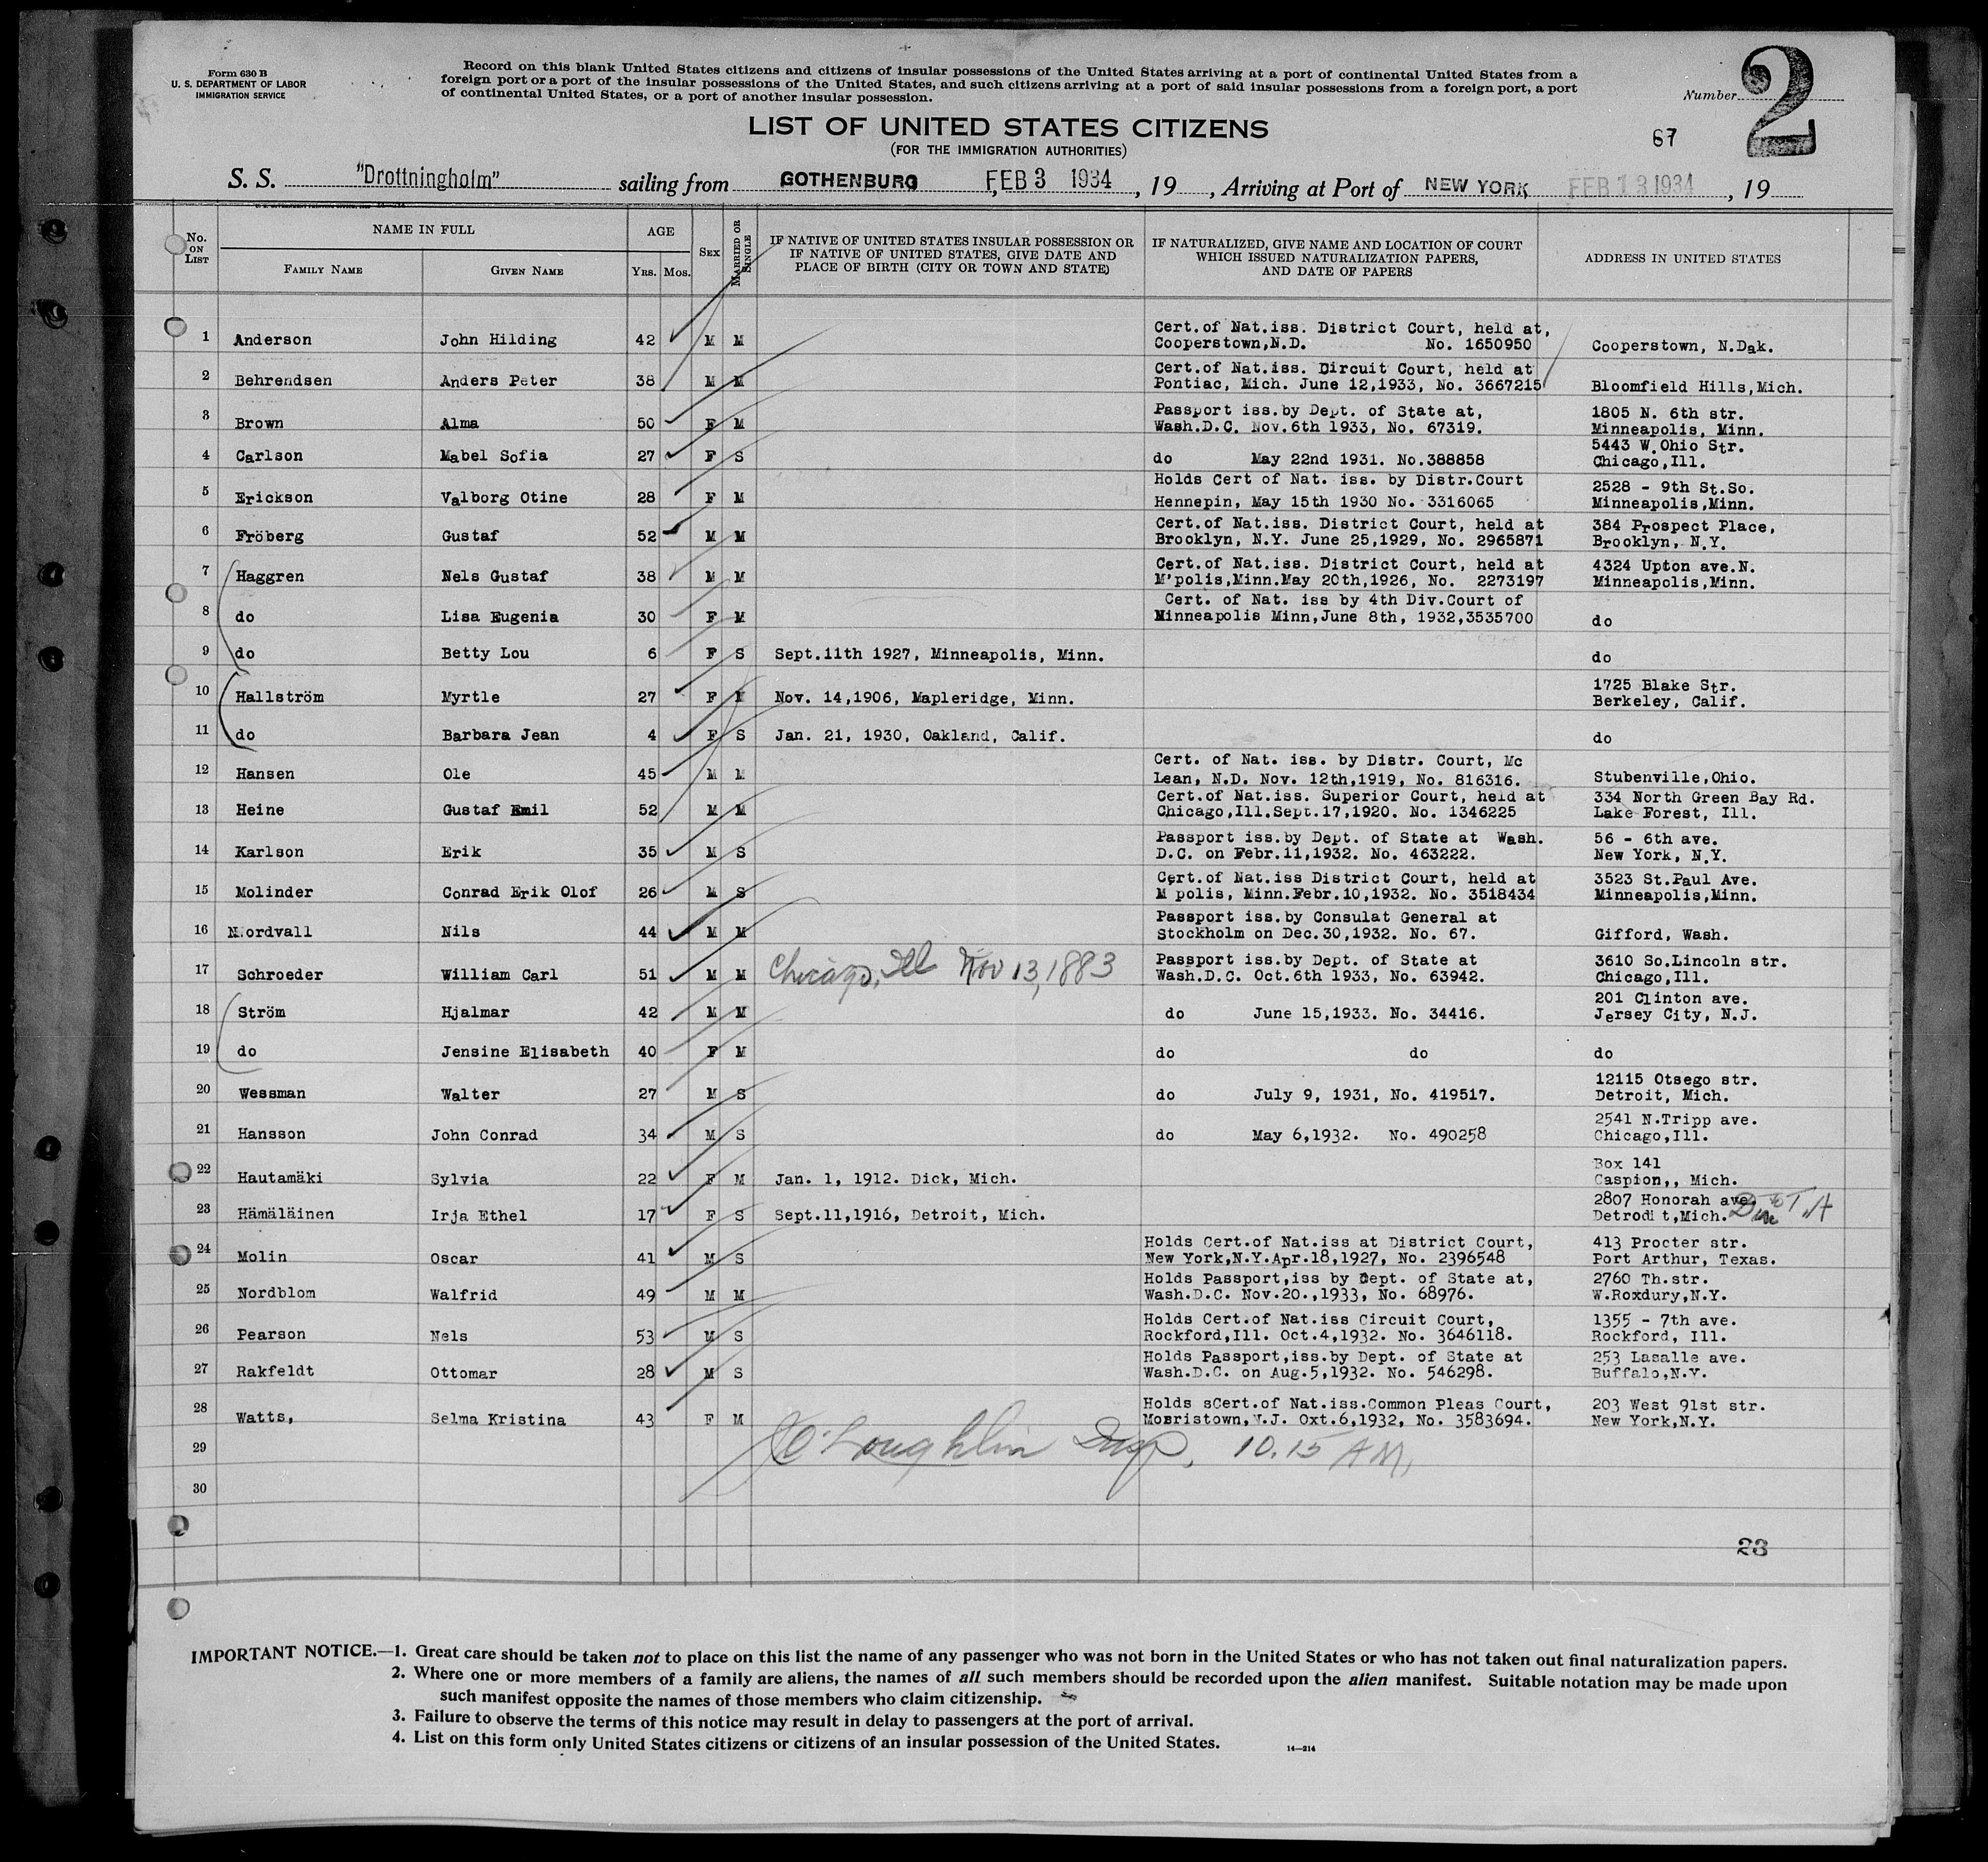 Form 630 B
U. S. DEPARTMENT OF LABOR
IMMIGRATION SERVICE
Record on this blank United States citizens and citizens of insular possessions of the United States arriving at a port of continental United States from a
foreign port or a port of the insular possessions of the United States, and such citizens arriving at a port of said insular possessions from a foreign port, a port
of continental United States, or a port of another insular possession.
Number 2
LIST OF UNITED STATES CITIZENS
(FOR THE IMMIGRATION AUTHORITIES)
67
S. S. "Drottningholm" sailing from GOTHENBURG FEB 3 1934, 19 , Arriving at Port of NEW YORK FEB 13 1934, 19
No. ON LIST
NAME IN FULL
FAMILY NAME
GIVEN NAME
AGE
YRS. MOS.
SEX
MARRIED OR SINGLE
IF NATIVE OF UNITED STATES INSULAR POSSESSION OR
IF NATIVE OF UNITED STATES, GIVE DATE AND
PLACE OF BIRTH (CITY OR TOWN AND STATE)
IF NATURALIZED, GIVE NAME AND LOCATION OF COURT
WHICH ISSUED NATURALIZATION PAPERS,
AND DATE OF PAPERS
ADDRESS IN UNITED STATES
Cert.of Nat.iss. District Court, held at,
1 Anderson John Hilding 42 M M Cooperstown,N.D. No. 1650950 Cooperstown, N.Dak.
Cert.of Nat.iss. Circuit Court, held at
2 Behrendsen Anders Peter 38 M M Pontiac, Mich. June 12,1933, No. 3667215 Bloomfield Hills,Mich.
Passport iss.by Dept. of State at, 1805 N. 6th str.
3 Brown Alma 50 F M Wash.D.C. Nov.6th 1933, No. 67319. Minneapolis, Minn.
5443 W.Ohio Str.
4 Carlson Mabel Sofia 27 F S do May 22nd 1931. No.388858 Chicago,Ill.
Holds Cert of Nat. iss. by Distr.Court 2528 - 9th St.So.
5 Erickson Valborg Otine 28 F M Hennepin, May 15th 1930 No. 3316065 Minneapolis,Minn.
Cert.of Nat.iss. District Court, held at 384 Prospect Place,
6 Fröberg Gustaf 52 M M Brooklyn, N.Y. June 25,1929, No. 2965871 Brooklyn, N.Y.
Cert.of Nat.iss. District Court, held at 4324 Upton ave.N.
7 Haggren Nels Gustaf 38 M M M'polis,Minn.May 20th,1926, No. 2273197 Minneapolis,Minn.
Cert. of Nat. iss by 4th Div.Court of
8 do Lisa Eugenia 30 F M Minneapolis Minn,June 8th, 1932,3535700 do
9 do Betty Lou 6 F S Sept.11th 1927, Minneapolis, Minn. do
1725 Blake Str.
10 Hallström Myrtle 27 F M Nov. 14,1906, Mapleridge, Minn. Berkeley, Calif.
11 do Barbara Jean 4 F S Jan. 21, 1930, Oakland, Calif. do
Cert. of Nat. iss. by Distr. Court, Mc
12 Hansen Ole 45 M M Lean, N.D. Nov. 12th,1919, No. 816316. Stubenville,Ohio.
Cert.of Nat.iss. Superior Court, held at 334 North Green Bay Rd.
13 Heine Gustaf Emil 52 M M Chicago,Ill.Sept.17,1920. No. 1346225 Lake Forest, Ill.
Passport iss.by Dept. of State at Wash. 56 - 6th ave.
14 Karlson Erik 35 M S D.C. on Febr.11,1932. No. 463222. New York, N.Y.
Cert.of Nat.iss District Court, held at 3523 St.Paul Ave.
15 Molinder Conrad Erik Olof 26 M S M polis, Minn.Febr.10,1932. No. 3518434 Minneapolis,Minn.
Passport iss.by Consulat General at
16 N.ordvall Nils 44 M M Stockholm on Dec.30,1932. No. 67. Gifford, Wash.
Passport iss.by Dept. of State at 3610 So.Lincoln str.
17 Schroeder William Carl 51 M M Chicago, Ill Nov 13, 1883 Wash.D.C. Oct.6th 1933, No. 63942. Chicago,Ill.
201 Clinton ave.
18 Ström Hjalmar 42 M M do June 15,1933. No. 34416. Jersey City, N.J.
19 do Jensine Elisabeth 40 F M do do do
12115 Otsego str.
20 Wessman Walter 27 M S do July 9, 1931, No. 419517. Detroit, Mich.
2541 N.Tripp ave.
21 Hansson John Conrad 34 M S do May 6,1932. No. 490258 Chicago,Ill.
Box 141
22 Hautamäki Sylvia 22 F M Jan. 1, 1912. Dick, Mich. Caspion,, Mich.
2807 Honorah ave.
23 Hämäläinen Irja Ethel 17 F S Sept.11,1916, Detroit, Mich. Detrodit,Mich.
Holds Cert.of Nat.iss at District Court, 413 Procter str.
24 Molin Oscar 41 M S New York,N.Y.Apr.18,1927, No. 2396548 Port Arthur, Texas.
Holds Passport,iss by Dept. of State at, 2760 Th.str.
25 Nordblom Walfrid 49 M M Wash.D.C. Nov.20.,1933, No. 68976. W.Roxdury,N.Y.
Holds Cert.of Nat.iss Circuit Court, 1355 - 7th ave.
26 Pearson Nels 53 M S Rockford,Ill. Oct.4,1932. No. 3646118. Rockford, Ill.
Holds Passport,iss.by Dept. of State at 253 Lasalle ave.
27 Rakfeldt Ottomar 28 M S Wash.D.C. on Aug.5,1932. No. 546298. Buffalo,N.Y.
Holds sCert.of Nat.iss.Common Pleas Court, 203 West 91st str.
28 Watts, Selma Kristina 43 F M Morristown,N.J. Oxt.6,1932, No. 3583694. New York,N.Y.
29 O'Loughlin Insp. 10.15 AM.
30
28
IMPORTANT NOTICE.—1. Great care should be taken not to place on this list the name of any passenger who was not born in the United States or who has not taken out final naturalization papers.
2. Where one or more members of a family are aliens, the names of all such members should be recorded upon the alien manifest. Suitable notation may be made upon
such manifest opposite the names of those members who claim citizenship.
3. Failure to observe the terms of this notice may result in delay to passengers at the port of arrival.
4. List on this form only United States citizens or citizens of an insular possession of the United States.
14—214